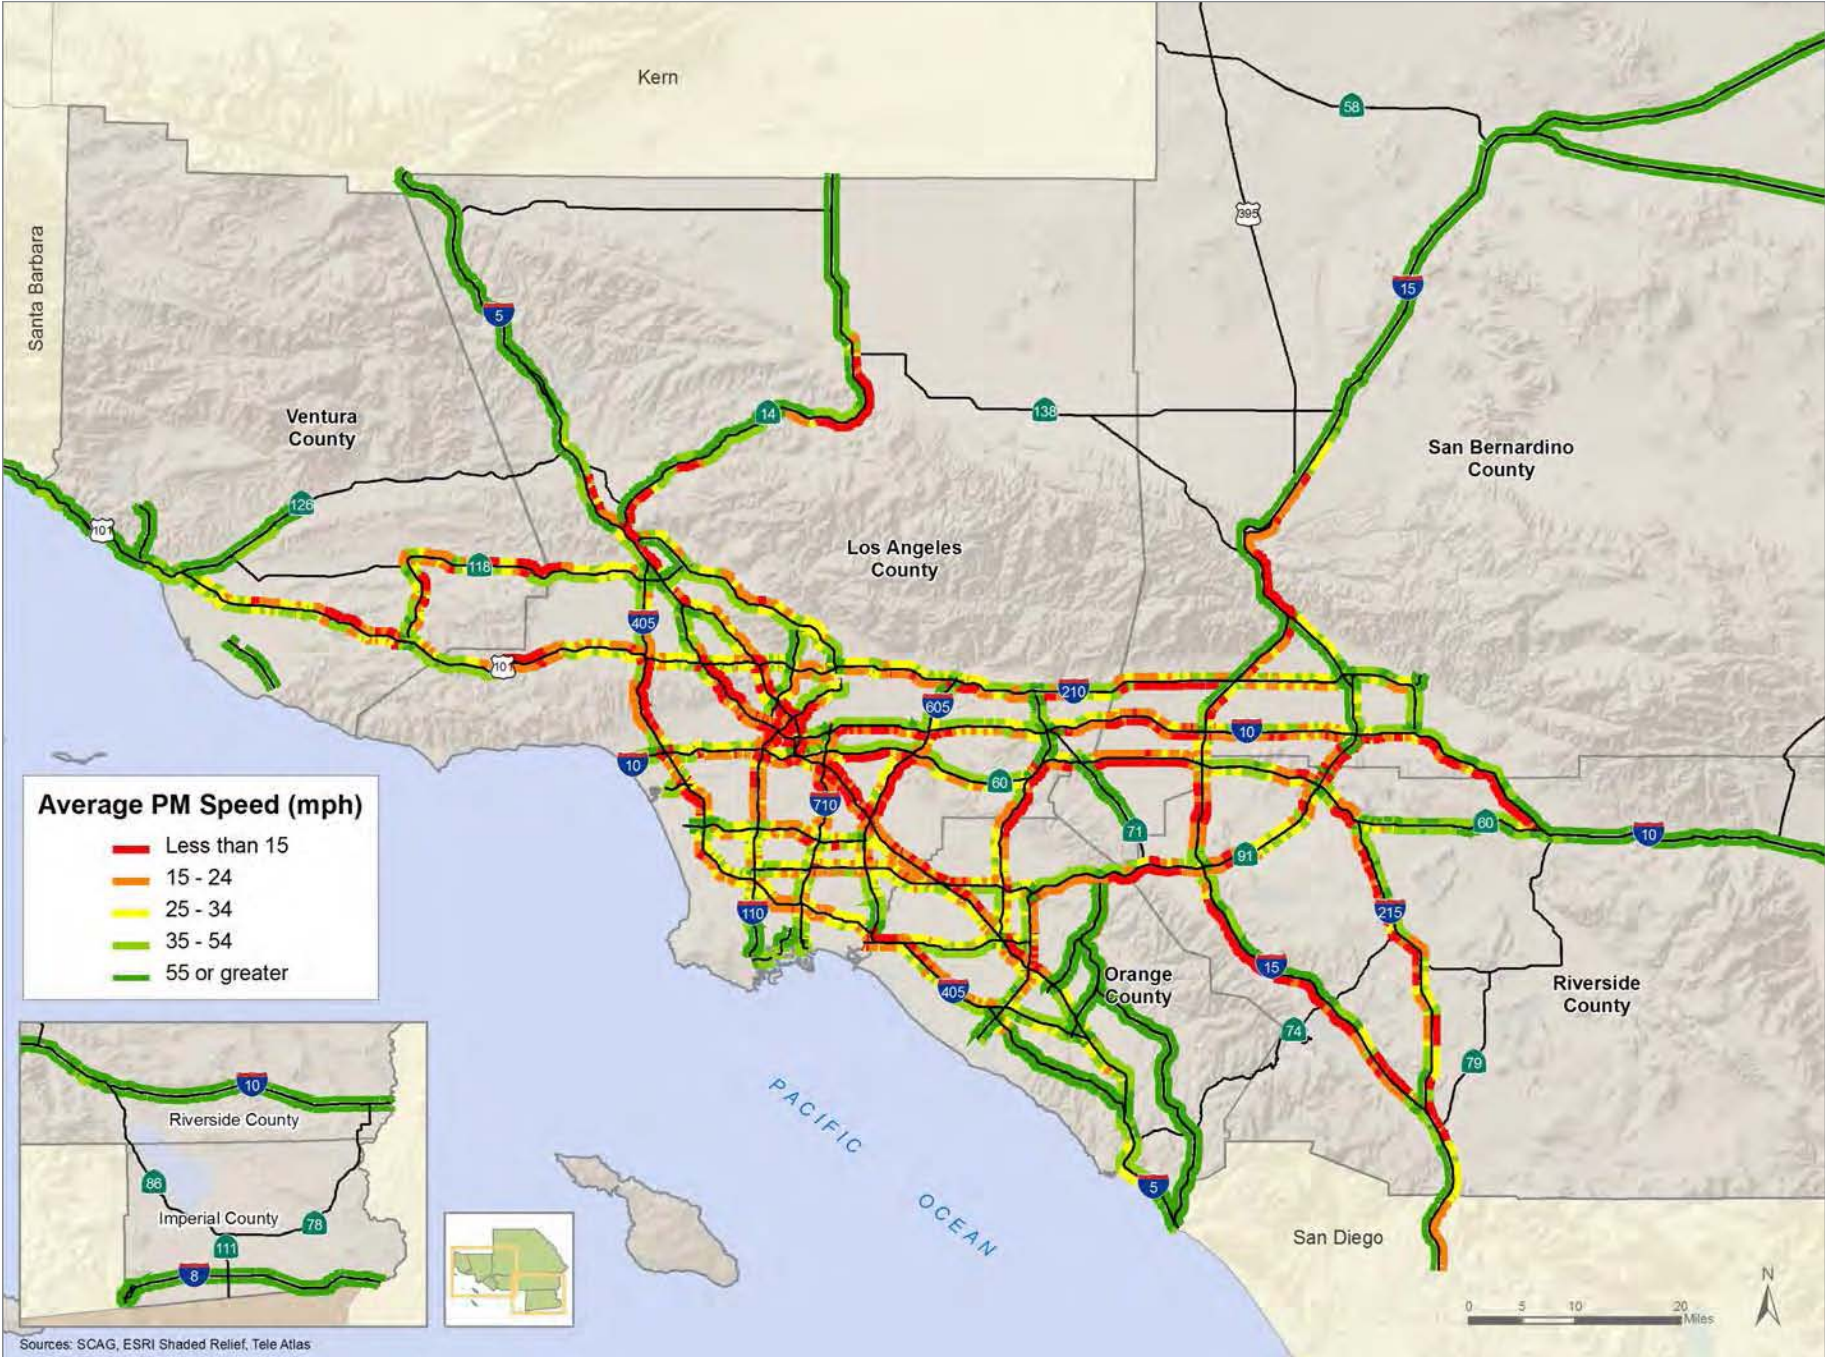 Kern
58
395
Santa Barbara
5
15
14
138
Ventura
County
San Bernardino
County
126
101
Los Angeles
County
118
405
101
210
605
10
10
60
710
71
60
10
91
110
215
15
Orange
County
405
Riverside
County
74
79
5
San Diego
PACIFIC
OCEAN
Average PM Speed (mph)
Less than 15
15 - 24
25 - 34
35 - 54
55 or greater
10
Riverside County
86
Imperial County
78
111
8
N
0 5 10 20
Miles
Sources: SCAG, ESRI Shaded Relief, Tele Atlas